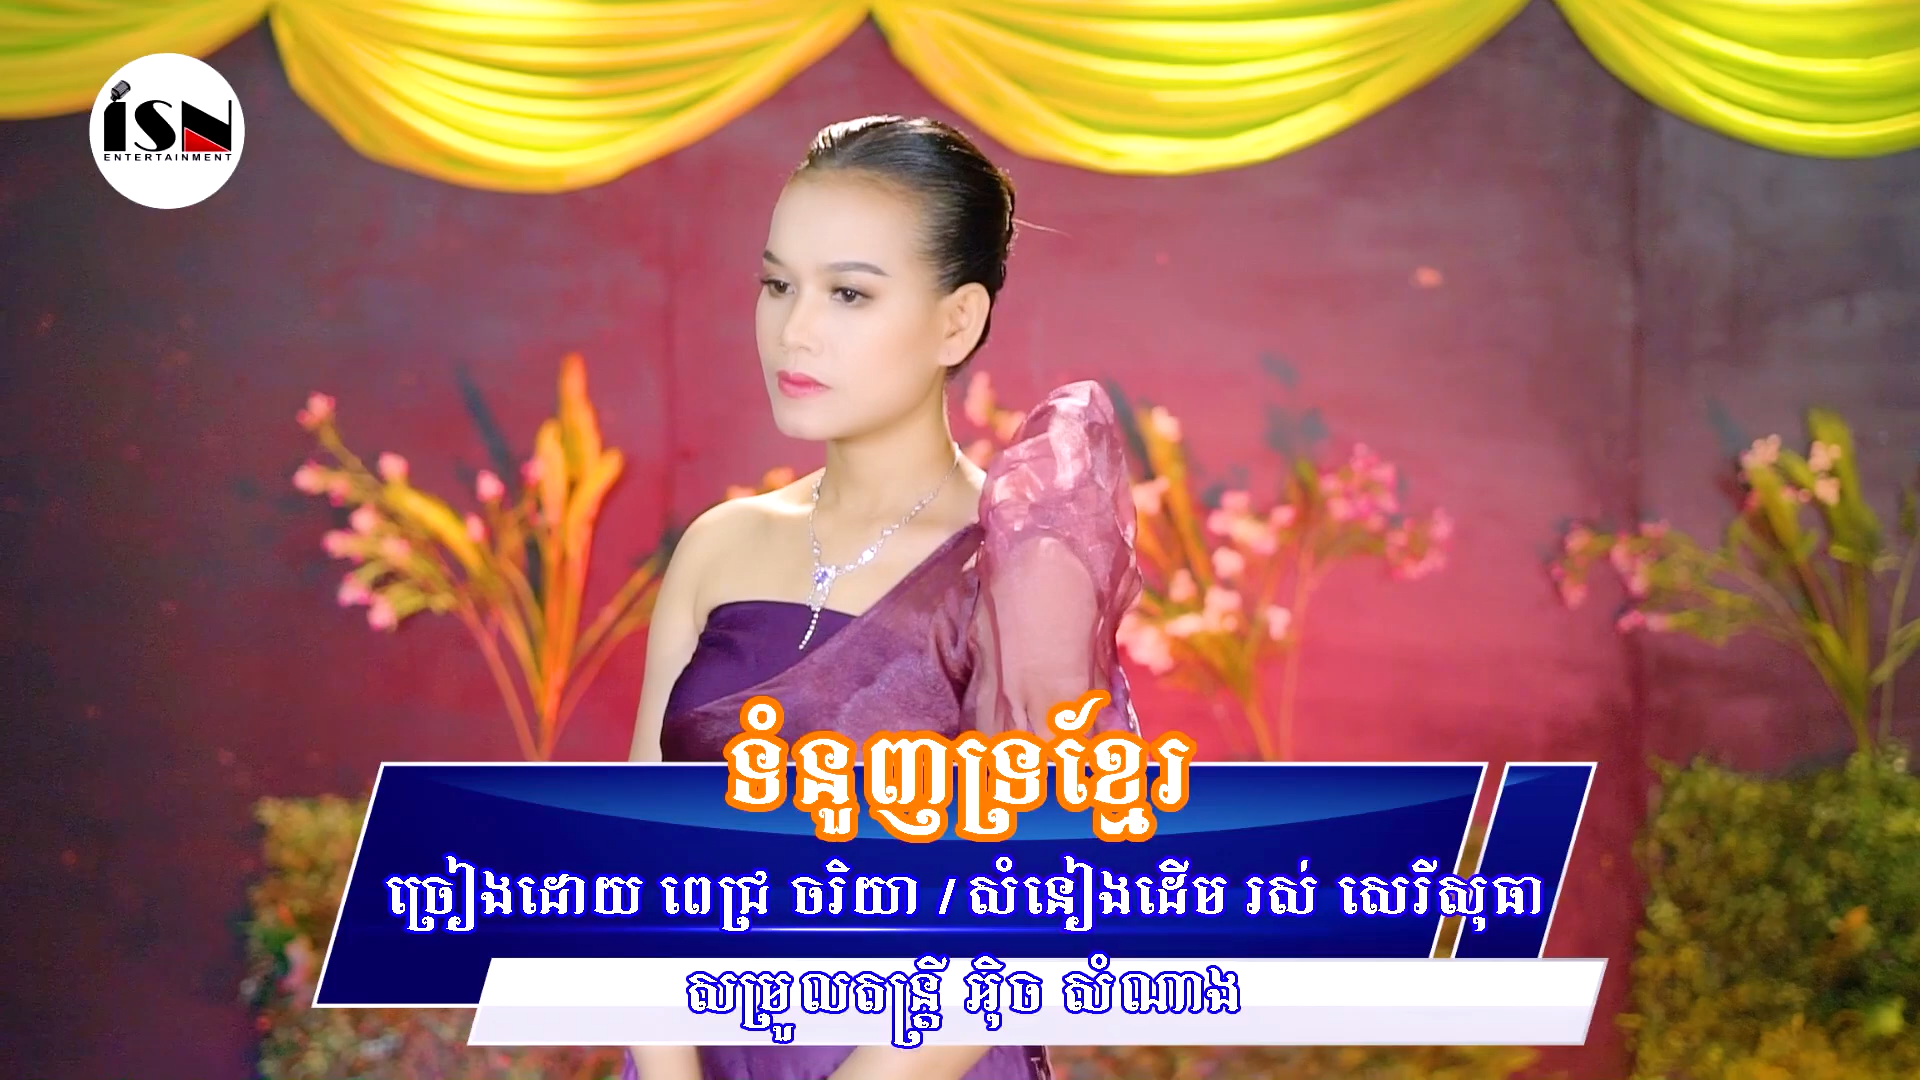 iSN
ENTERTAINMENT
ទំនួញទ្រខ្មែរ
ច្រៀងដោយ ពេជ្រ ចរិយា / សំនៀងដើម រស់ សេរីសុធា
សម្រួលតន្ត្រី អ៊ិច សំណាង